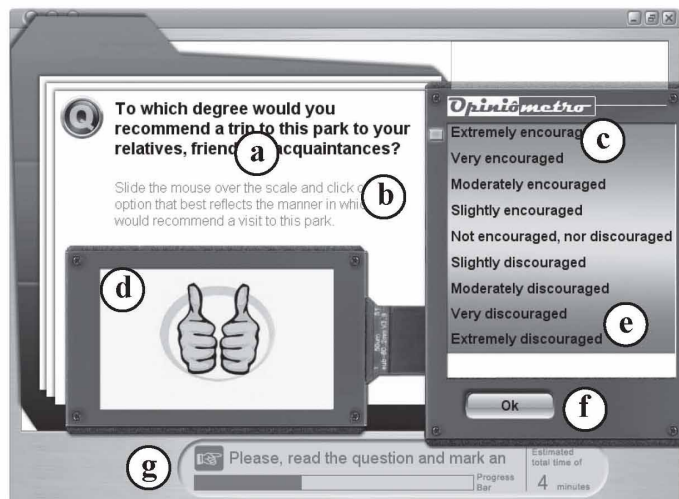 Q
To which degree would you
recommend a trip to this park to your
relatives, friend acquaintances?
a
Slide the mouse over the scale and click
option that best reflects the manner in
would recommend a visit to this park.
b
Opiniômetro
Extremely
c
Very encouraged
Moderately encouraged
Slightly encouraged
Not encouraged, nor discouraged
Slightly discouraged
Moderately discouraged
Very discouraged
Extremely discouraged
e
d
Ok
f
g
Please, read the question and mark an
Progress
Bar
Estimated
total time of
4 minutes